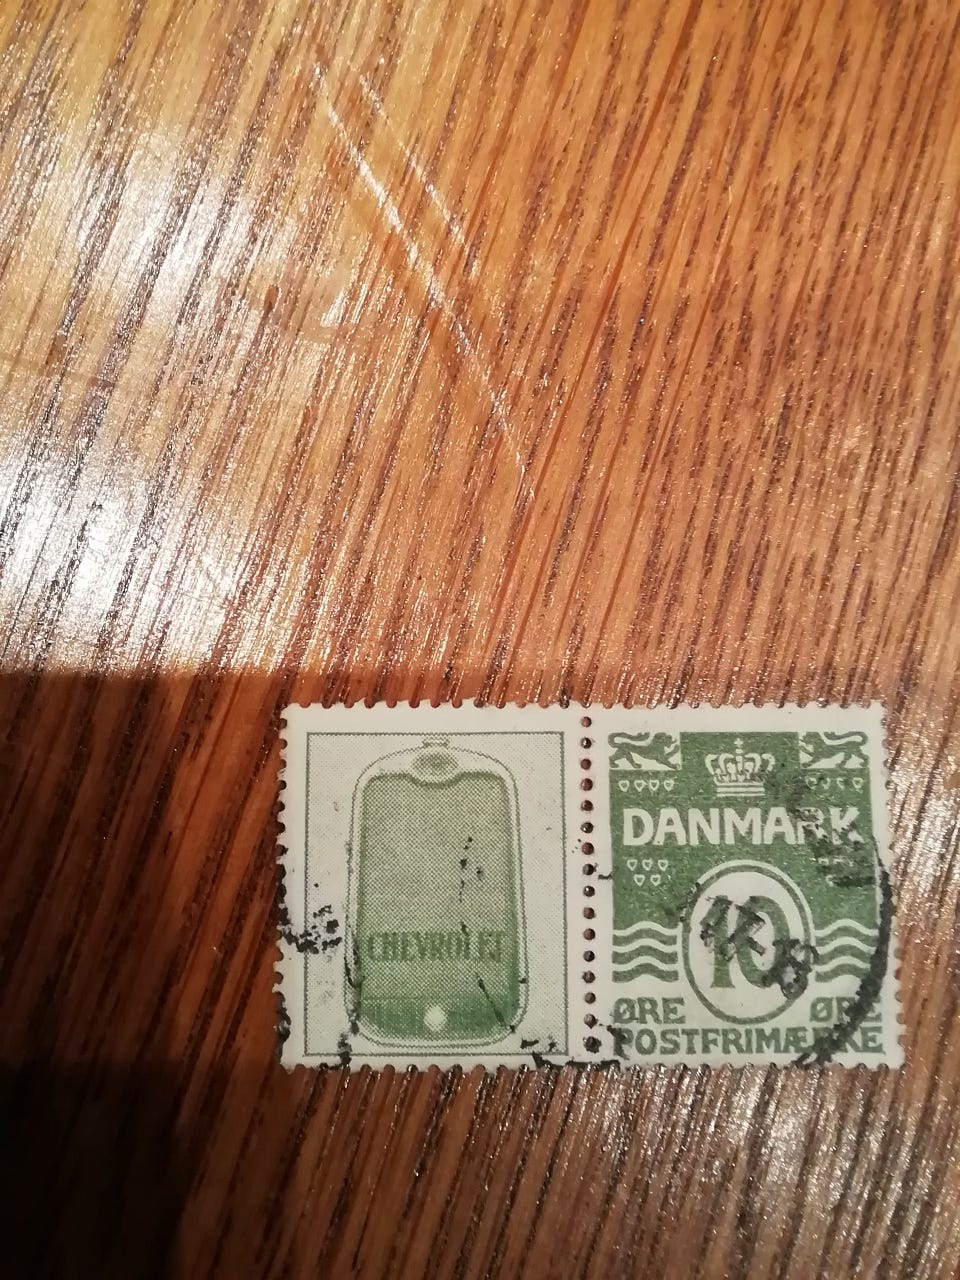 CHEVROLET
DANMARK
10
ØRE ØRE
POSTFRIMÆRKE